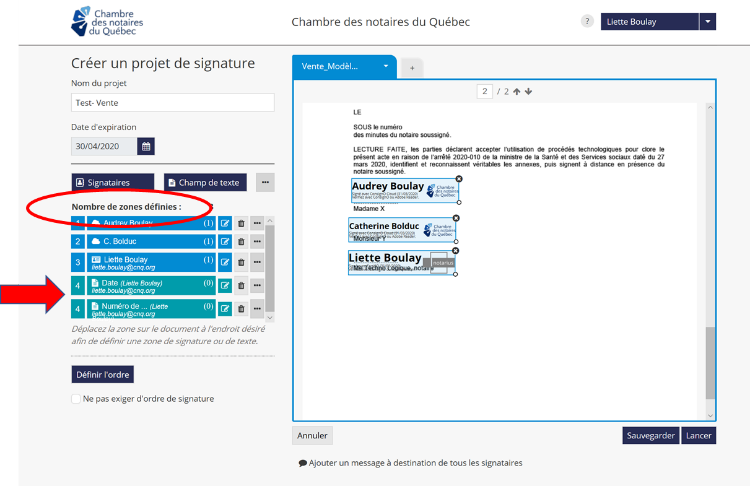 Chambre
des notaires
du Québec
Chambre des notaires du Québec
?
Liette Boulay
Créer un projet de signature
Nom du projet
Test- Vente
Date d'expiration
30/04/2020
Signataires
Champ de texte
Nombre de zones définies :
1 Audrey Boulay (1)
2 C. Bolduc (1)
3 Liette Boulay (1)
liette.boulay@cnq.org
4 Date (Liette Boulay) (0)
liette.boulay@cnq.org
4 Numéro de ... (Liette (0)
liette.boulay@cnq.org
Déplacez la zone sur le document à l'endroit désiré
afin de définir une zone de signature ou de texte.
Définir l'ordre
Ne pas exiger d'ordre de signature
Vente_Modèl...
+
2 / 2
LE
SOUS le numéro
des minutes du notaire soussigné.
LECTURE FAITE, les parties déclarent accepter l'utilisation de procédés technologiques pour clore le
présent acte en raison de l'arrêté 2020-010 de la ministre de la Santé et des Services sociaux daté du 27
mars 2020, identifient et reconnaissent véritables les annexes, puis signent à distance en présence du
notaire soussigné.
Audrey Boulay
Chambre
des notaires
du Québec
Madame X
Catherine Bolduc
Chambre
des notaires
du Québec
Monsieur Y
Liette Boulay
notarius
Me Techno Logique, notaire
Annuler
Sauvegarder
Lancer
Ajouter un message à destination de tous les signataires